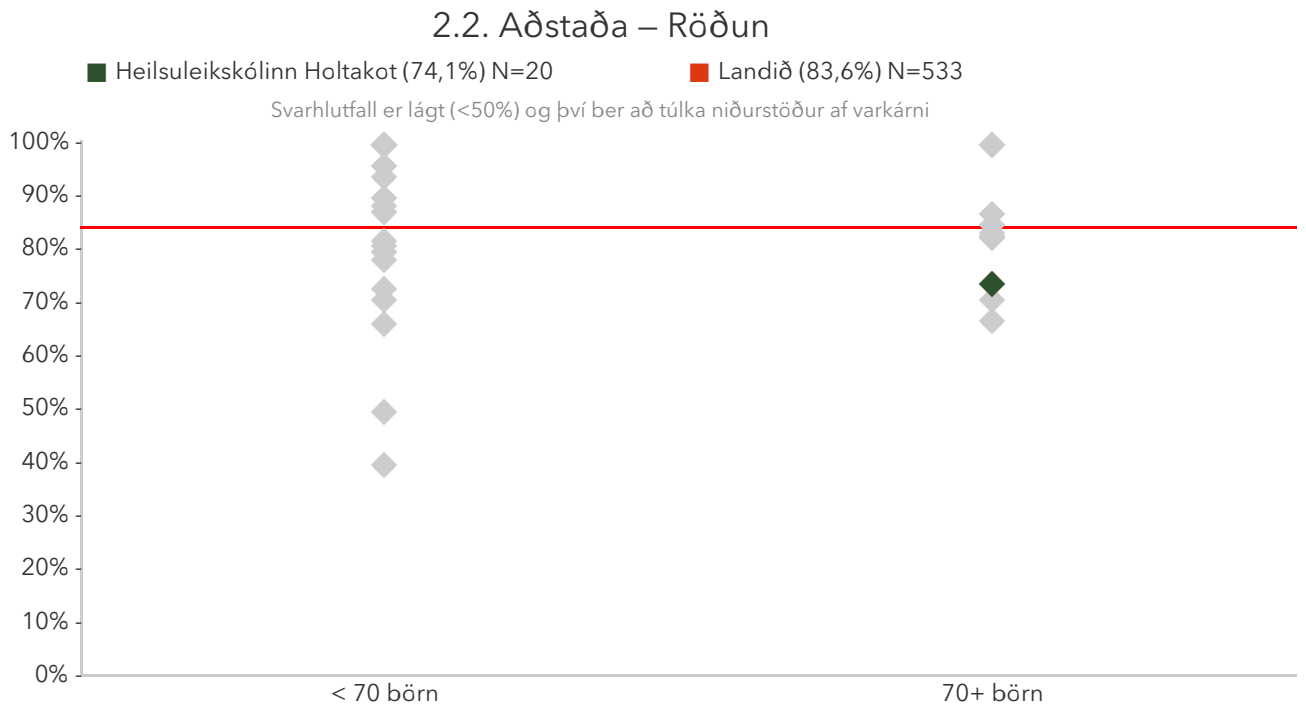 2.2. Aðstaða – Röðun
Heilsuleikskólinn Holtakot (74,1%) N=20 Landið (83,6%) N=533
Svarhlutfall er lágt (<50%) og því ber að túlka niðurstöður af varkárni
100%
90%
80%
70%
60%
50%
40%
30%
20%
10%
0%
< 70 börn 70+ börn